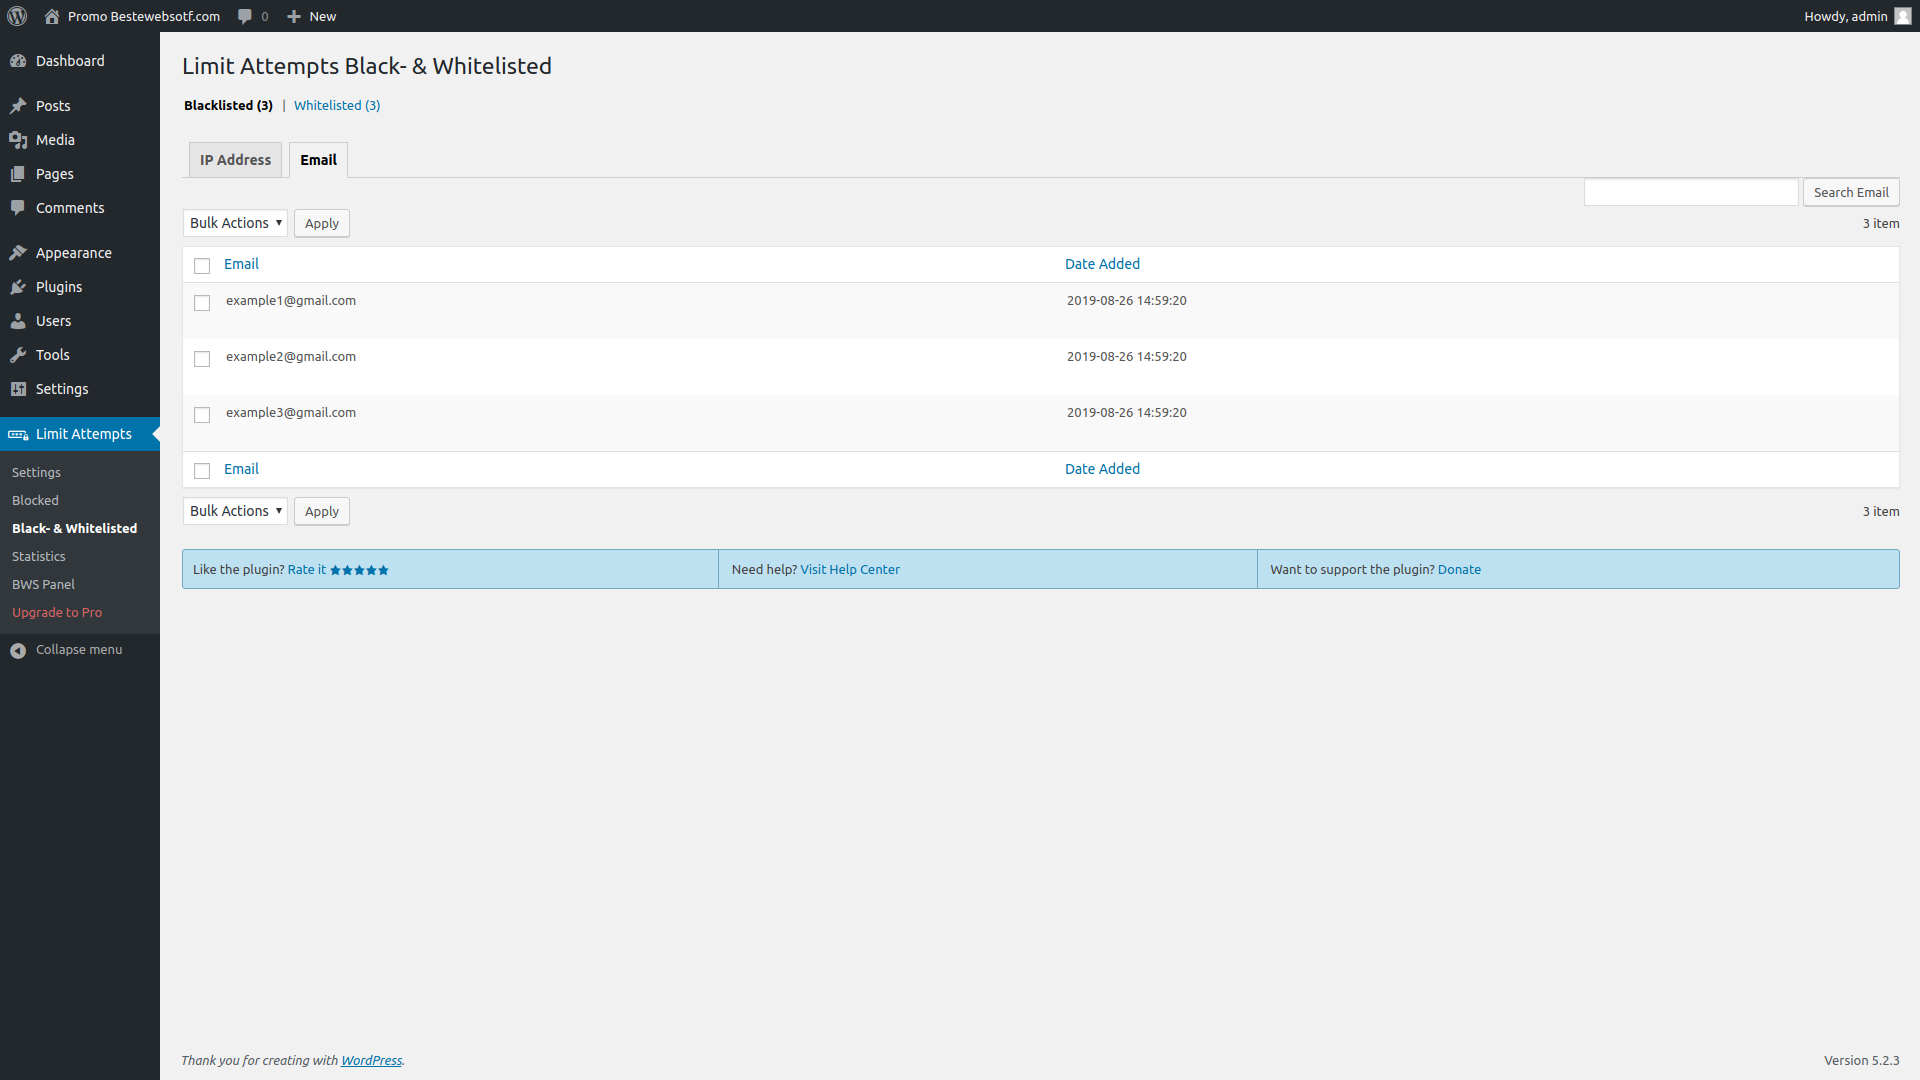 Promo Bestewebsotf.com 0 New Howdy, admin
Dashboard
Posts
Media
Pages
Comments
Appearance
Plugins
Users
Tools
Settings
Limit Attempts
Settings
Blocked
Black- & Whitelisted
Statistics
BWS Panel
Upgrade to Pro
Collapse menu
Limit Attempts Black- & Whitelisted
Blacklisted (3) | Whitelisted (3)
IP Address Email
Search Email
Bulk Actions Apply 3 item
Email Date Added
example1@gmail.com 2019-08-26 14:59:20
example2@gmail.com 2019-08-26 14:59:20
example3@gmail.com 2019-08-26 14:59:20
Email Date Added
Bulk Actions Apply 3 item
Like the plugin? Rate it ★★★★★ Need help? Visit Help Center Want to support the plugin? Donate
Thank you for creating with WordPress. Version 5.2.3